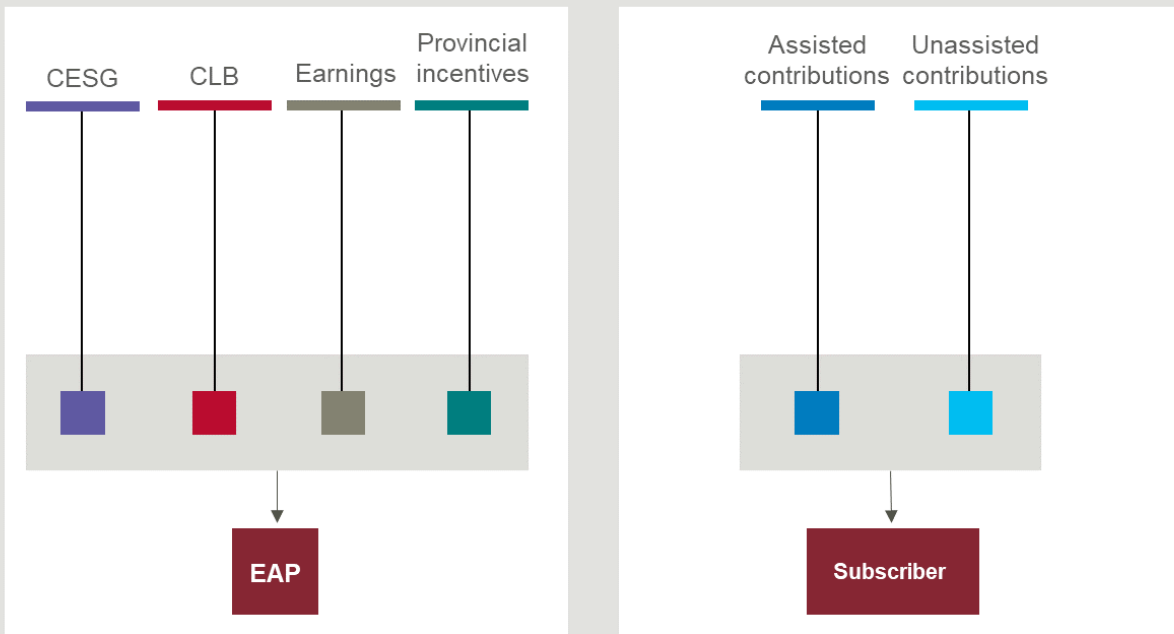 CESG
CLB
Earnings
Provincial
incentives
EAP
Assisted
contributions
Unassisted
contributions
Subscriber